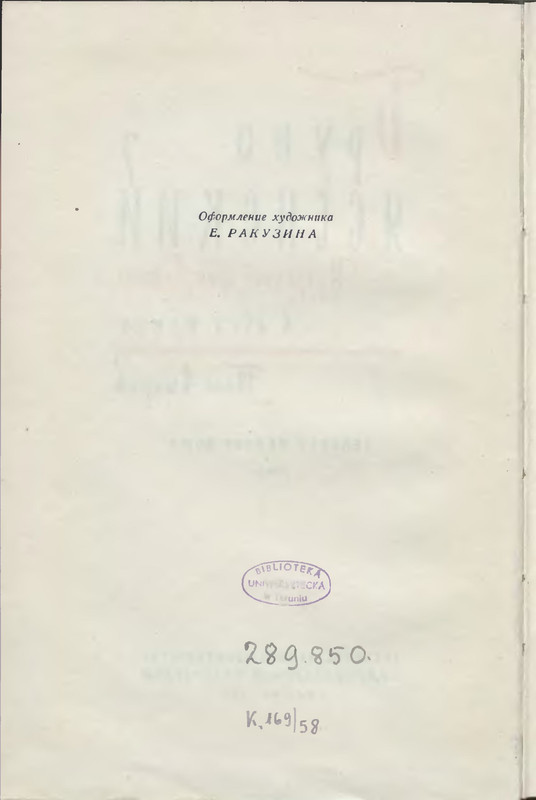 Оформление художника
Е. РАКУЗИНА
BIBLIOTEKA
UNIWERSYTECKA
w Toruniu
289.850.
K.169/58